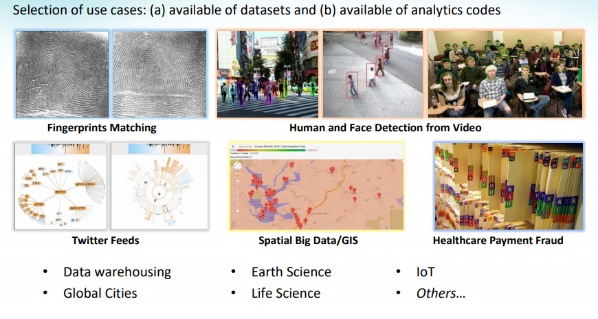 Selection of use cases: (a) available of datasets and (b) available of analytics codes
Fingerprints Matching
Human and Face Detection from Video
Twitter Feeds
Spatial Big Data/GIS
Healthcare Payment Fraud
• Data warehousing
• Global Cities
• Earth Science
• Life Science
• IoT
• Others…